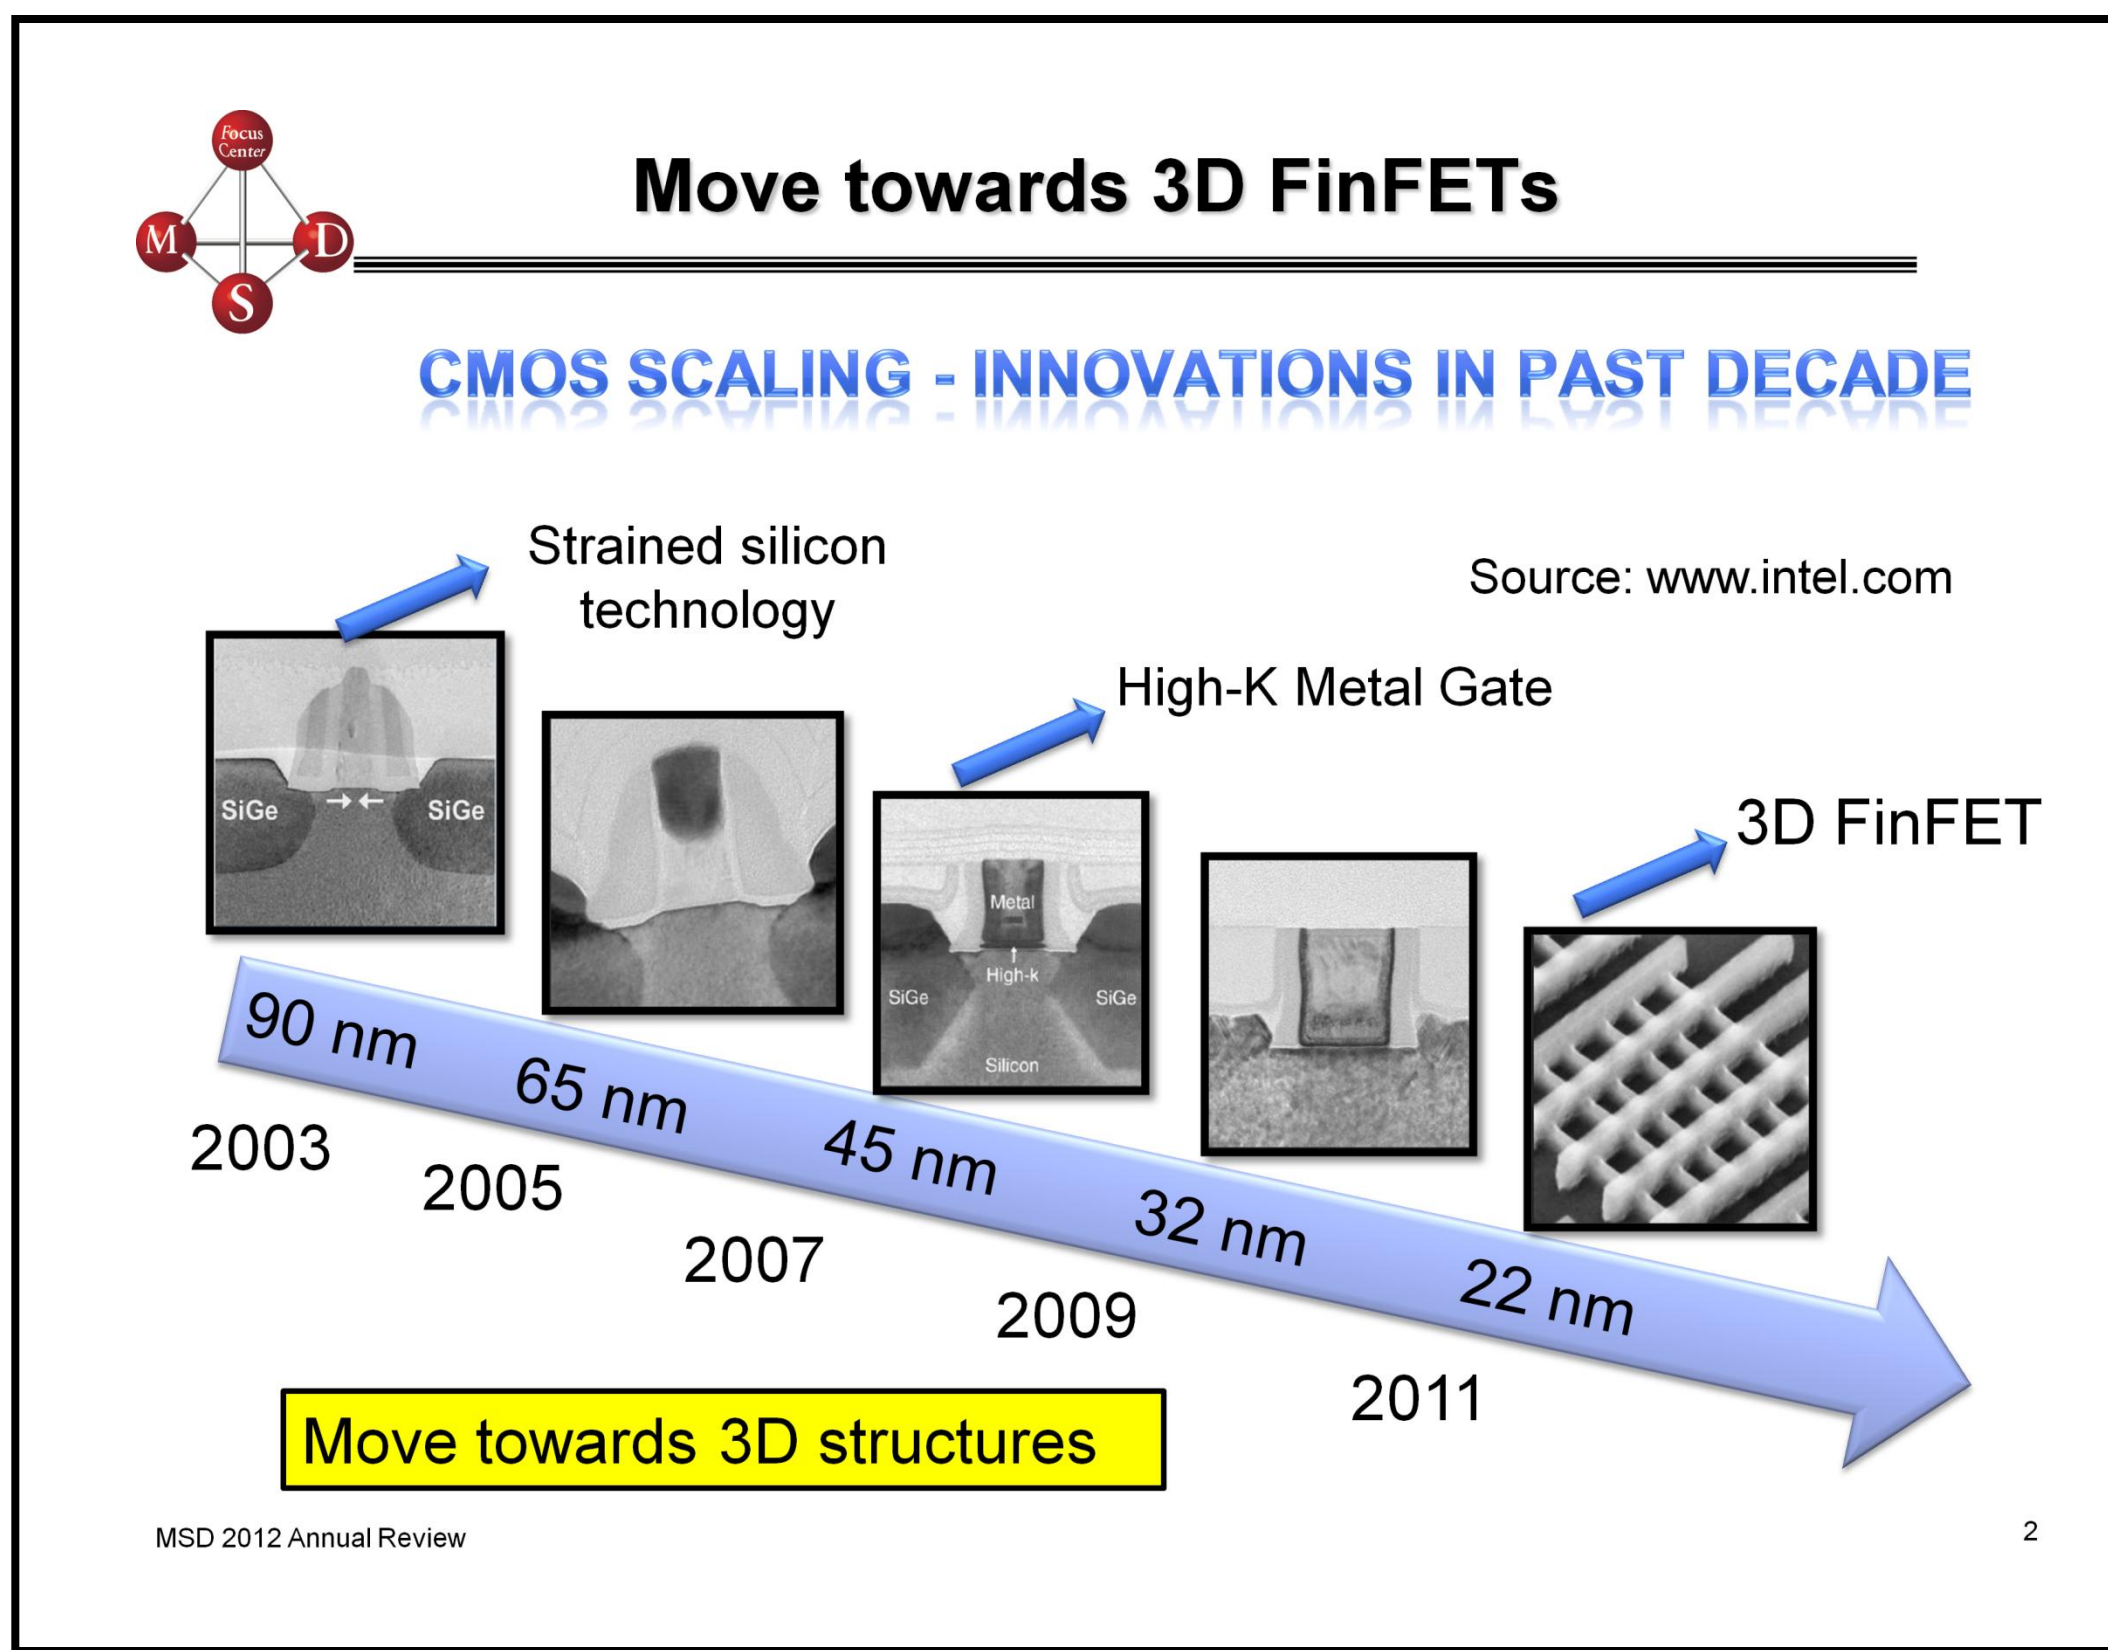 Focus
Center
M
D
S
Move towards 3D FinFETs
CMOS SCALING - INNOVATIONS IN PAST DECADE
Strained silicon
technology
Source: www.intel.com
High-K Metal Gate
3D FinFET
SiGe
SiGe
Metal
High-k
SiGe
SiGe
Silicon
90 nm
65 nm
45 nm
32 nm
22 nm
2003
2005
2007
2009
2011
Move towards 3D structures
MSD 2012 Annual Review
2